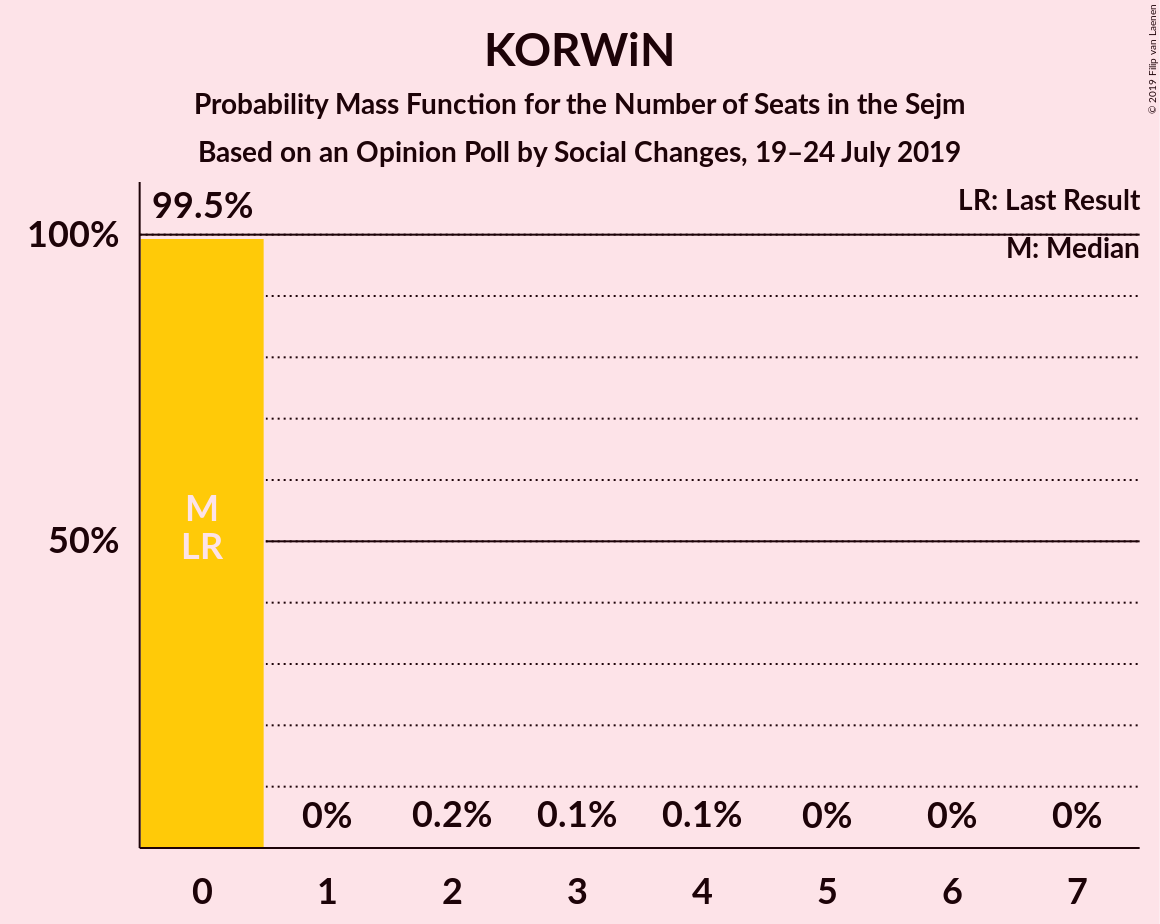 KORWiN
Probability Mass Function for the Number of Seats in the Sejm
Based on an Opinion Poll by Social Changes, 19–24 July 2019
© 2019 Filip van Laenen
LR: Last Result
M: Median
99.5%
100%
50%
M
LR
0% 0.2% 0.1% 0.1% 0% 0% 0%
0 1 2 3 4 5 6 7